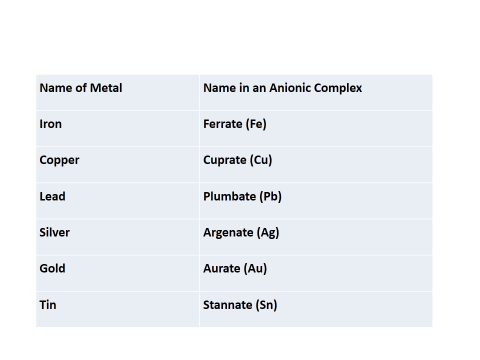 Name of Metal Name in an Anionic Complex
Iron Ferrate (Fe)
Copper Cuprate (Cu)
Lead Plumbate (Pb)
Silver Argenate (Ag)
Gold Aurate (Au)
Tin Stannate (Sn)